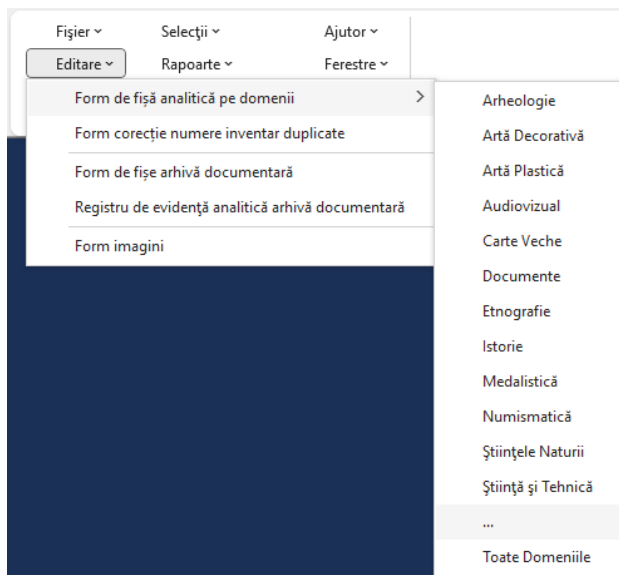 Fişier Selecţii Ajutor
Editare Rapoarte Ferestre
Form de fișă analitică pe domenii
Form corecție numere inventar duplicate
Form de fișe arhivă documentară
Registru de evidenţă analitică arhivă documentară
Form imagini
Arheologie
Artă Decorativă
Artă Plastică
Audiovizual
Carte Veche
Documente
Etnografie
Istorie
Medalistică
Numismatică
Ştiinţele Naturii
Ştiinţă şi Tehnică
...
Toate Domeniile